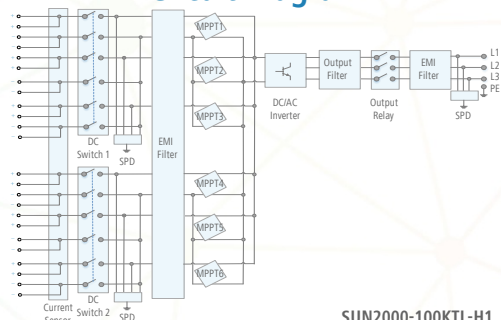 MPPT1
MPPT2
MPPT3
DC
Switch 1
SPD
EMI
Filter
DC/AC
Inverter
Output
Filter
Output
Relay
EMI
Filter
L1
L2
L3
PE
SPD
MPPT4
MPPT5
MPPT6
Current
Sensor
DC
Switch 2
SPD
SUN2000-100KTL-H1